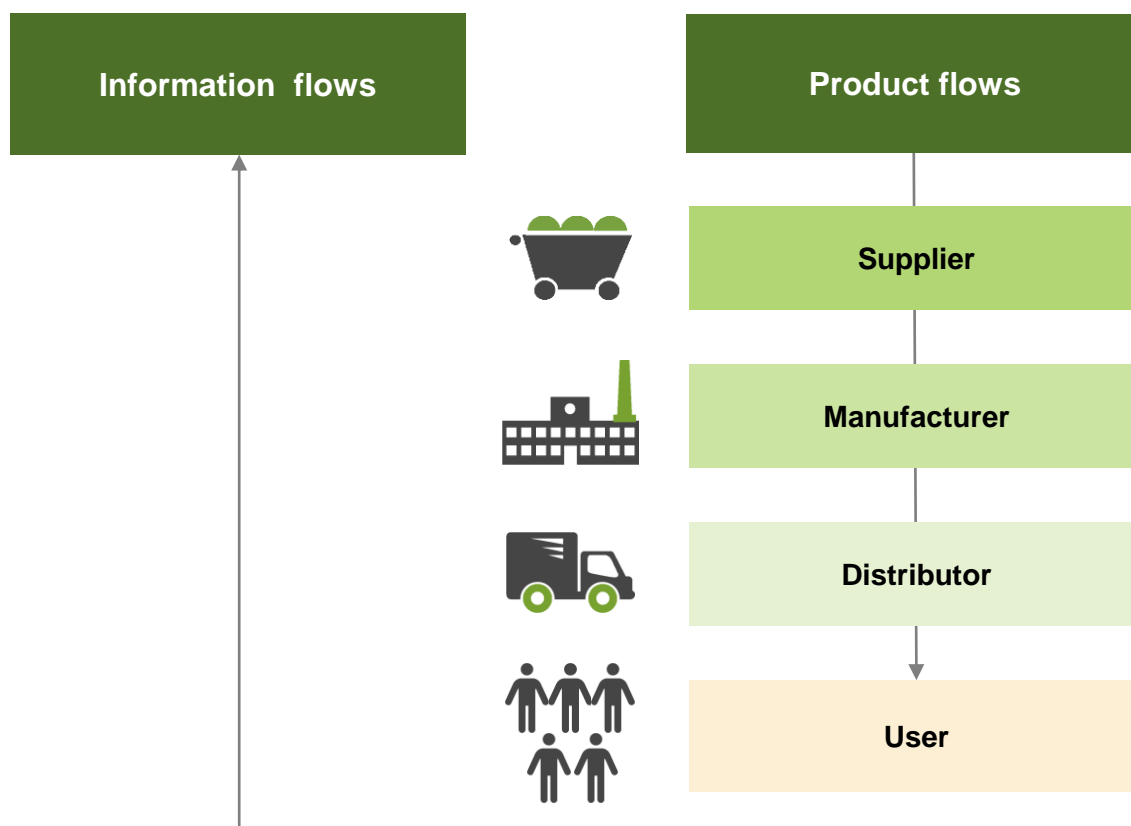 Information flows
Product flows
Supplier
Manufacturer
Distributor
User